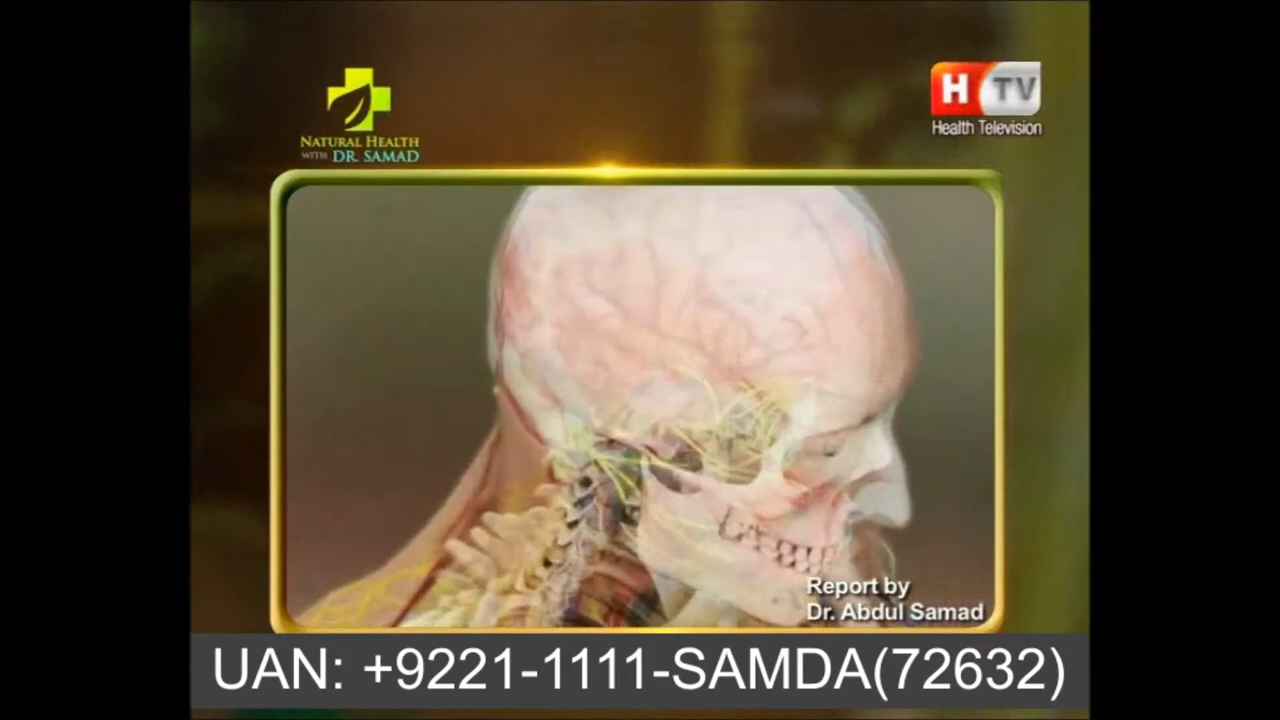 NATURAL HEALTH
WITH DR. SAMAD
H TV
Health Television
Report by
Dr. Abdul Samad
UAN: +9221-1111-SAMDA(72632)